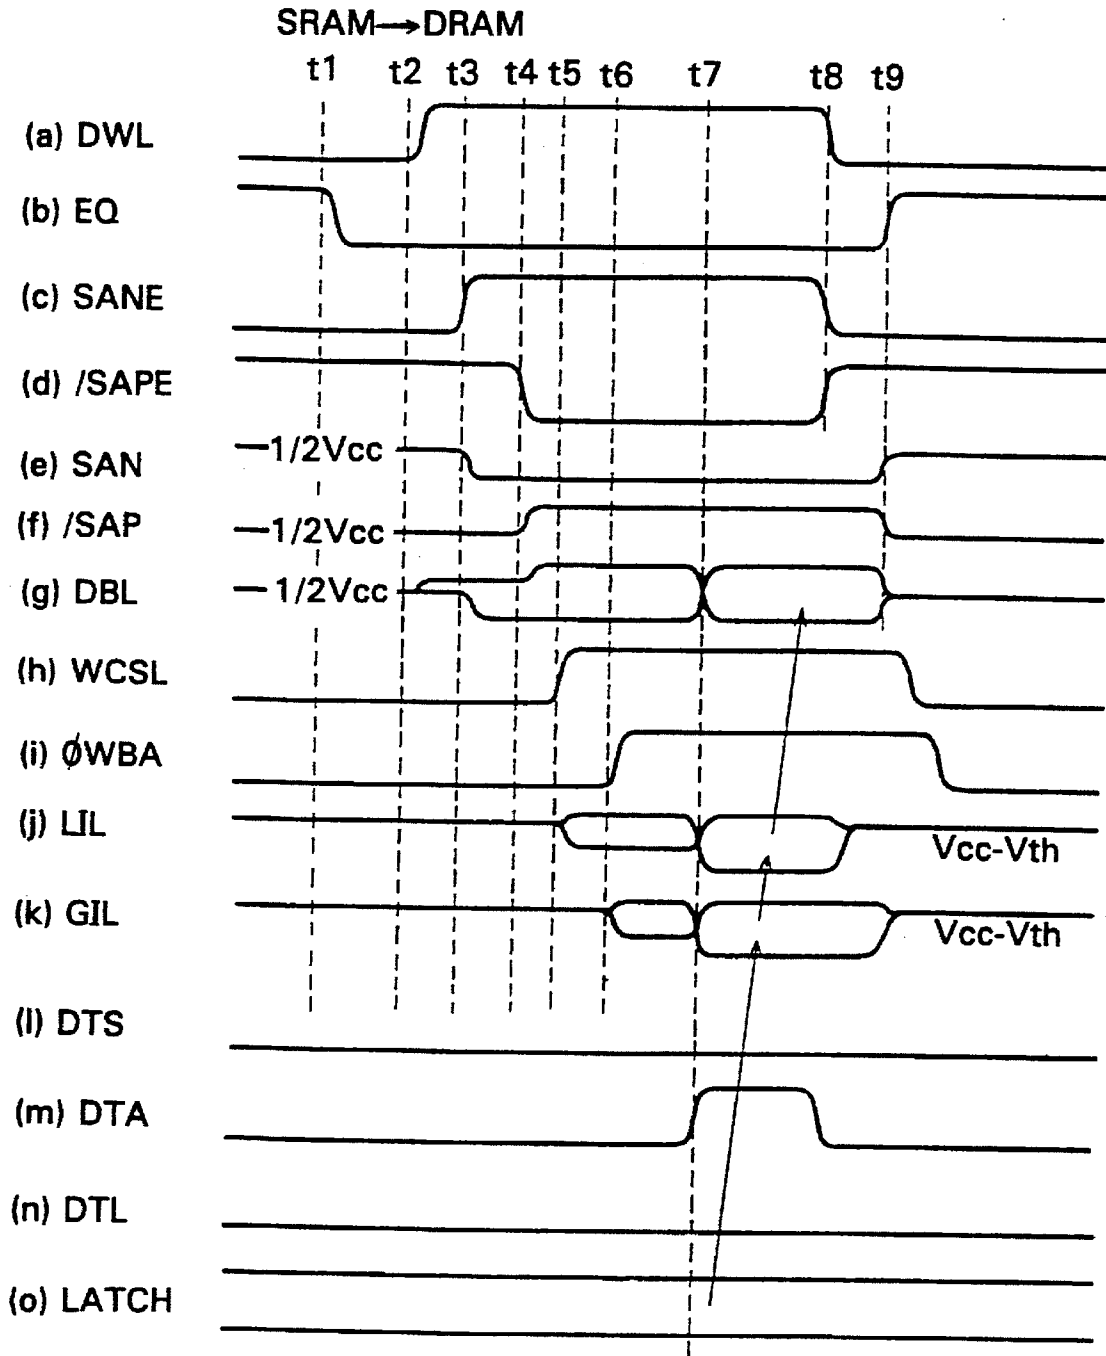 SRAM→DRAM
t1 t2 t3 t4 t5 t6 t7 t8 t9
(a) DWL
(b) EQ
(c) SANE
(d) /SAPE
(e) SAN 1/2Vcc
(f) /SAP 1/2Vcc
(g) DBL 1/2Vcc
(h) WCSL
(i) ØWBA
(j) LIL Vcc-Vth
(k) GIL Vcc-Vth
(l) DTS
(m) DTA
(n) DTL
(o) LATCH